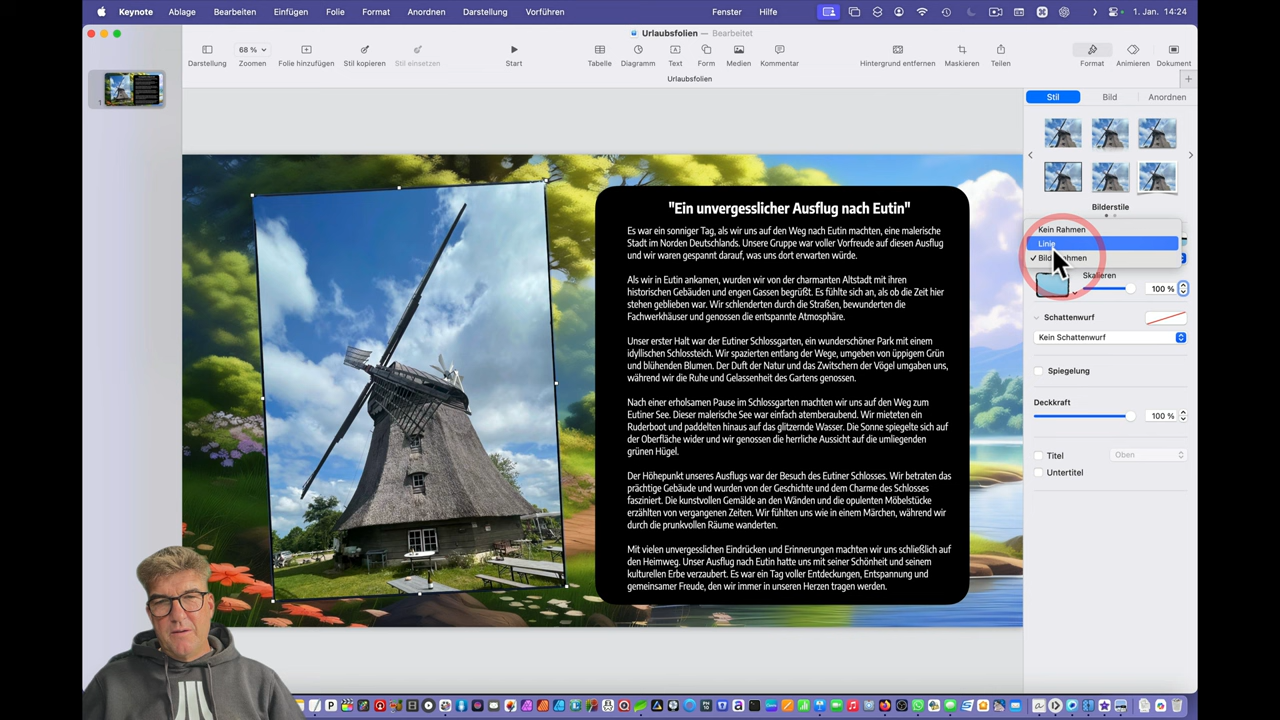 Keynote Ablage Bearbeiten Einfügen Folie Format Anordnen Darstellung Vorführen Fenster Hilfe 1. Jan. 14:24
Urlaubsfolien — Bearbeitet
68 %
Darstellung Zoomen Folie hinzufügen Stil kopieren Stil einsetzen Start Tabelle Diagramm Text Form Medien Kommentar Hintergrund entfernen Maskieren Teilen Format Animieren Dokument
Urlaubsfolien
Stil Bild Anordnen
1
Bilderstile
Kein Rahmen
Linie
Skalieren
100 %
Schattenwurf
Kein Schattenwurf
Spiegelung
Deckkraft
100 %
Titel Oben
Untertitel
"Ein unvergesslicher Ausflug nach Eutin"
Es war ein sonniger Tag, als wir uns auf den Weg nach Eutin machten, eine malerische
Stadt im Norden Deutschlands. Unsere Gruppe war voller Vorfreude auf diesen Ausflug
und wir waren gespannt darauf, was uns dort erwarten würde.
Als wir in Eutin ankamen, wurden wir von der charmanten Altstadt mit ihren
historischen Gebäuden und engen Gassen begrüßt. Es fühlte sich an, als ob die Zeit hier
stehen geblieben war. Wir schlenderten durch die Straßen, bewunderten die
Fachwerkhäuser und genossen die entspannte Atmosphäre.
Unser erster Halt war der Eutiner Schlossgarten, ein wunderschöner Park mit einem
idyllischen Schlossteich. Wir spazierten entlang der Wege, umgeben von üppigem Grün
und blühenden Blumen. Der Duft der Natur und das Zwitschern der Vögel umgaben uns,
während wir die Ruhe und Gelassenheit des Gartens genossen.
Nach einer erholsamen Pause im Schlossgarten machten wir uns auf den Weg zum
Eutiner See. Dieser malerische See war einfach atemberaubend. Wir mieteten ein
Ruderboot und paddelten hinaus auf das glitzernde Wasser. Die Sonne spiegelte sich auf
der Oberfläche wider und wir genossen die herrliche Aussicht auf die umliegenden
grünen Hügel.
Der Höhepunkt unseres Ausflugs war der Besuch des Eutiner Schlosses. Wir betraten das
prächtige Gebäude und wurden von der Geschichte und dem Charme des Schlosses
fasziniert. Die kunstvollen Gemälde an den Wänden und die opulenten Möbelstücke
erzählten von vergangenen Zeiten. Wir fühlten uns wie in einem Märchen, während wir
durch die prunkvollen Räume wanderten.
Mit vielen unvergesslichen Eindrücken und Erinnerungen machten wir uns schließlich auf
den Heimweg. Unser Ausflug nach Eutin hatte uns mit seiner Schönheit und seinem
kulturellen Erbe verzaubert. Es war ein Tag voller Entdeckungen, Entspannung und
gemeinsamer Freude, den wir immer in unseren Herzen tragen werden.